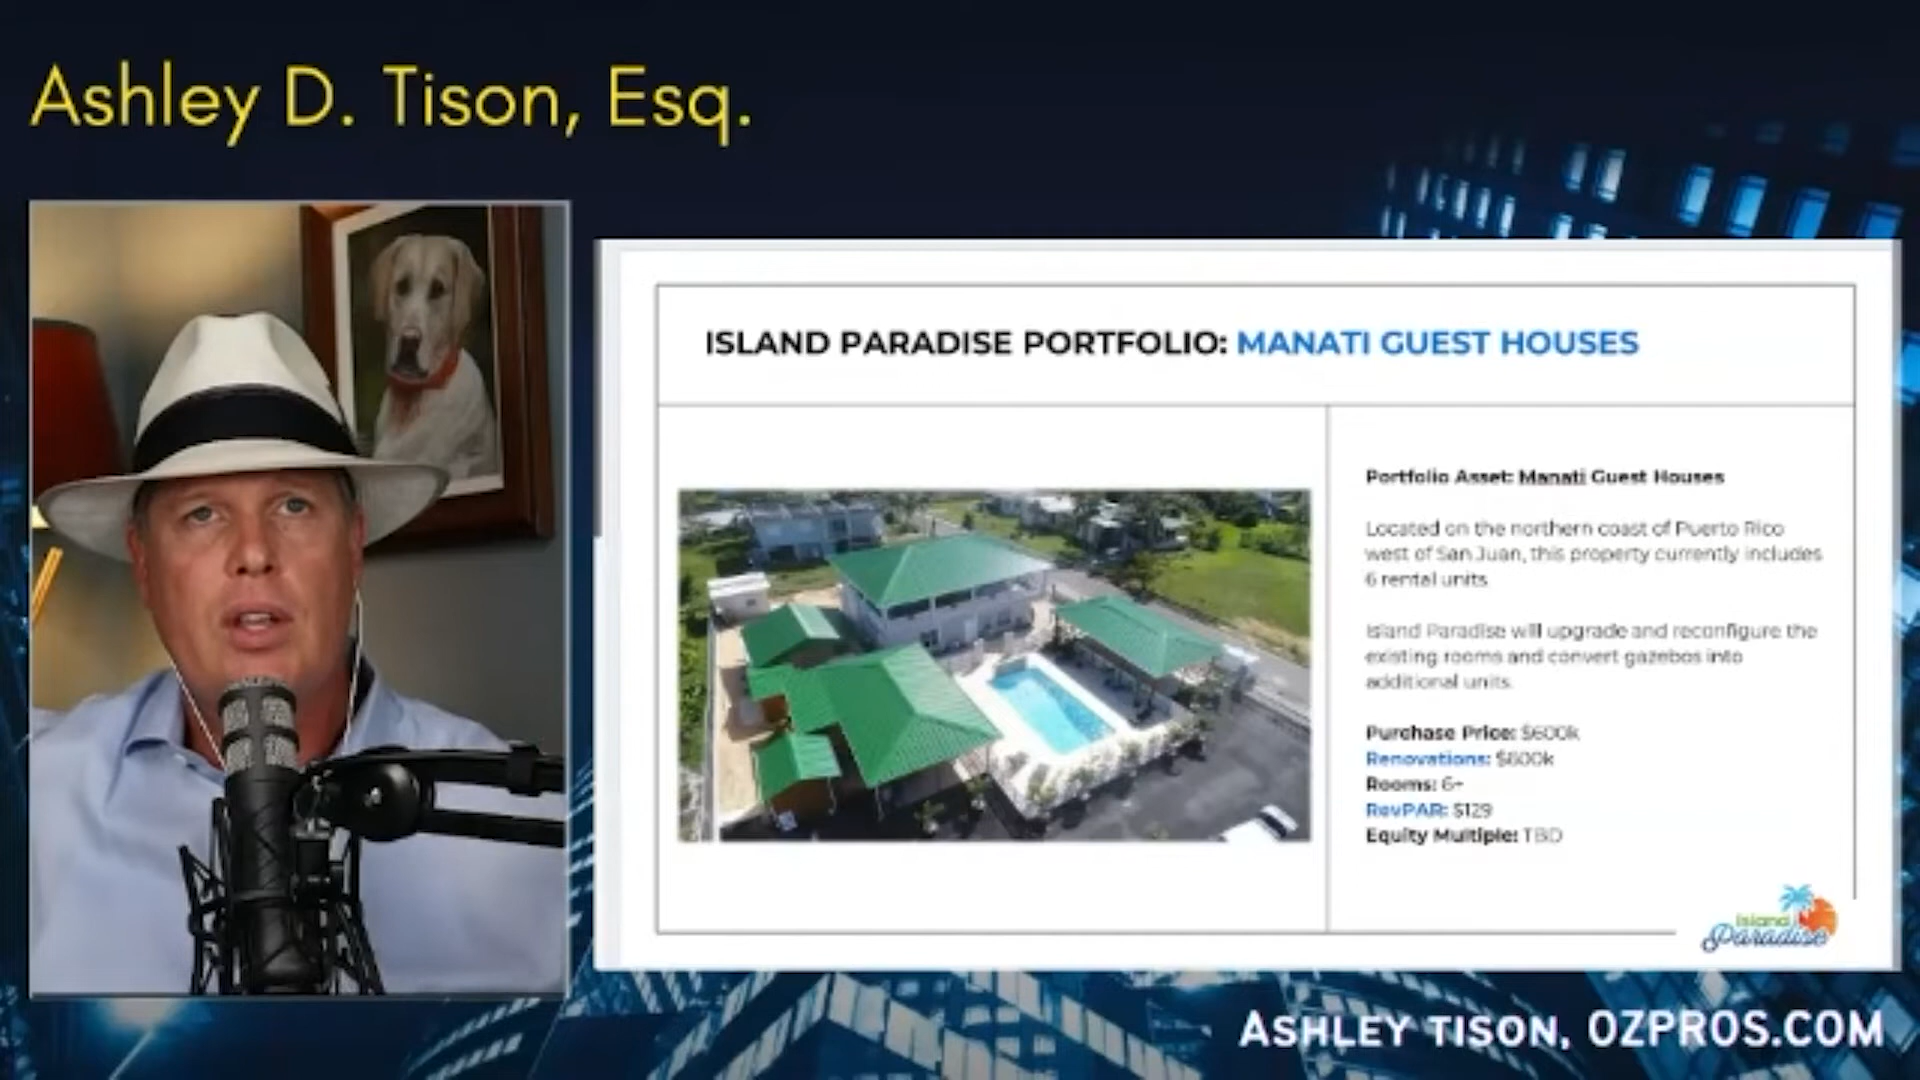 Ashley D. Tison, Esq.
ISLAND PARADISE PORTFOLIO: MANATI GUEST HOUSES
Portfolio Asset: Manati Guest Houses
Located on the northern coast of Puerto Rico
west of San Juan, this property currently includes
6 rental units.
Island Paradise will upgrade and reconfigure the
existing rooms and convert gazebos into
additional units.
Purchase Price: $600k
Renovations: $600k
Rooms: 6+
RevPAR: $129
Equity Multiple: TBD
Island
Paradise
ASHLEY TISON, OZPROS.COM